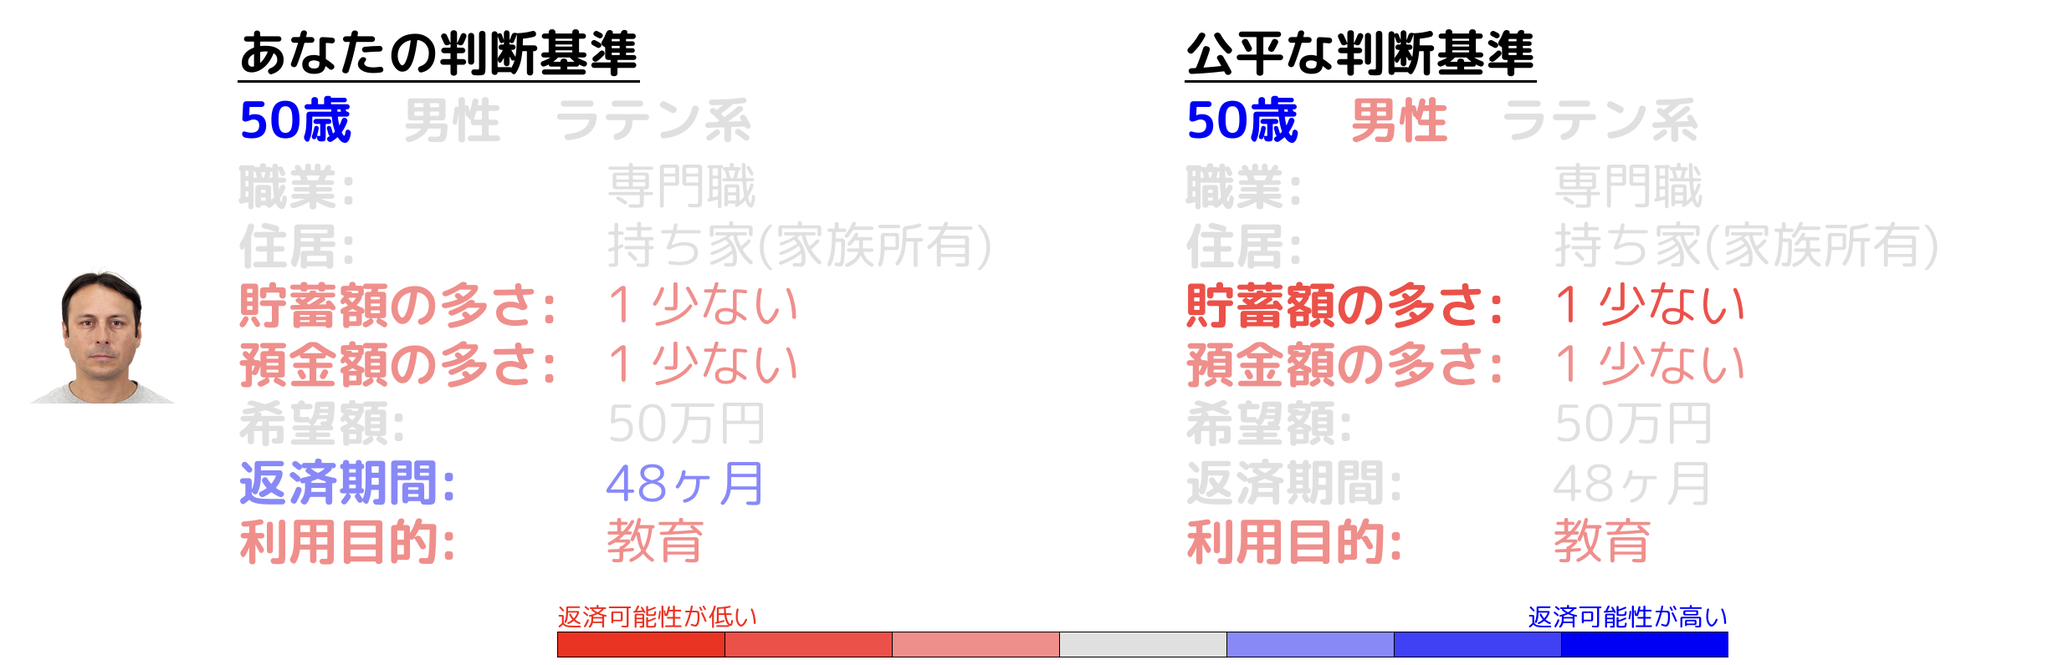 あなたの判断基準
50歳 男性 ラテン系
職業: 専門職
住居: 持ち家(家族所有)
貯蓄額の多さ: 1 少ない
預金額の多さ: 1 少ない
希望額: 50万円
返済期間: 48ヶ月
利用目的: 教育
公平な判断基準
50歳 男性 ラテン系
職業: 専門職
住居: 持ち家(家族所有)
貯蓄額の多さ: 1 少ない
預金額の多さ: 1 少ない
希望額: 50万円
返済期間: 48ヶ月
利用目的: 教育
返済可能性が低い
返済可能性が高い